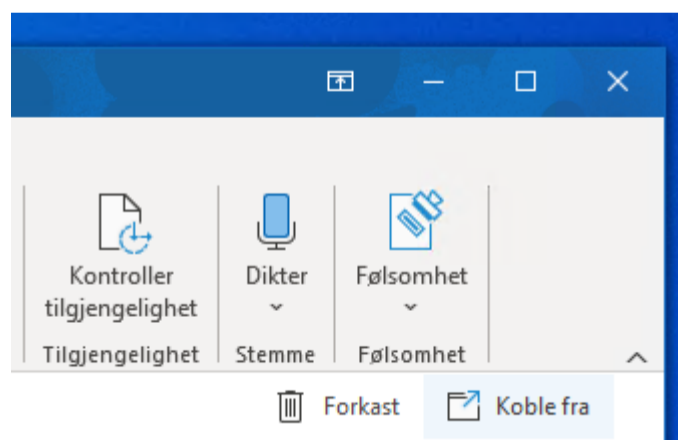 Kontroller
tilgjengelighet
Dikter
Følsomhet
Tilgjengelighet
Stemme
Følsomhet
Forkast
Koble fra